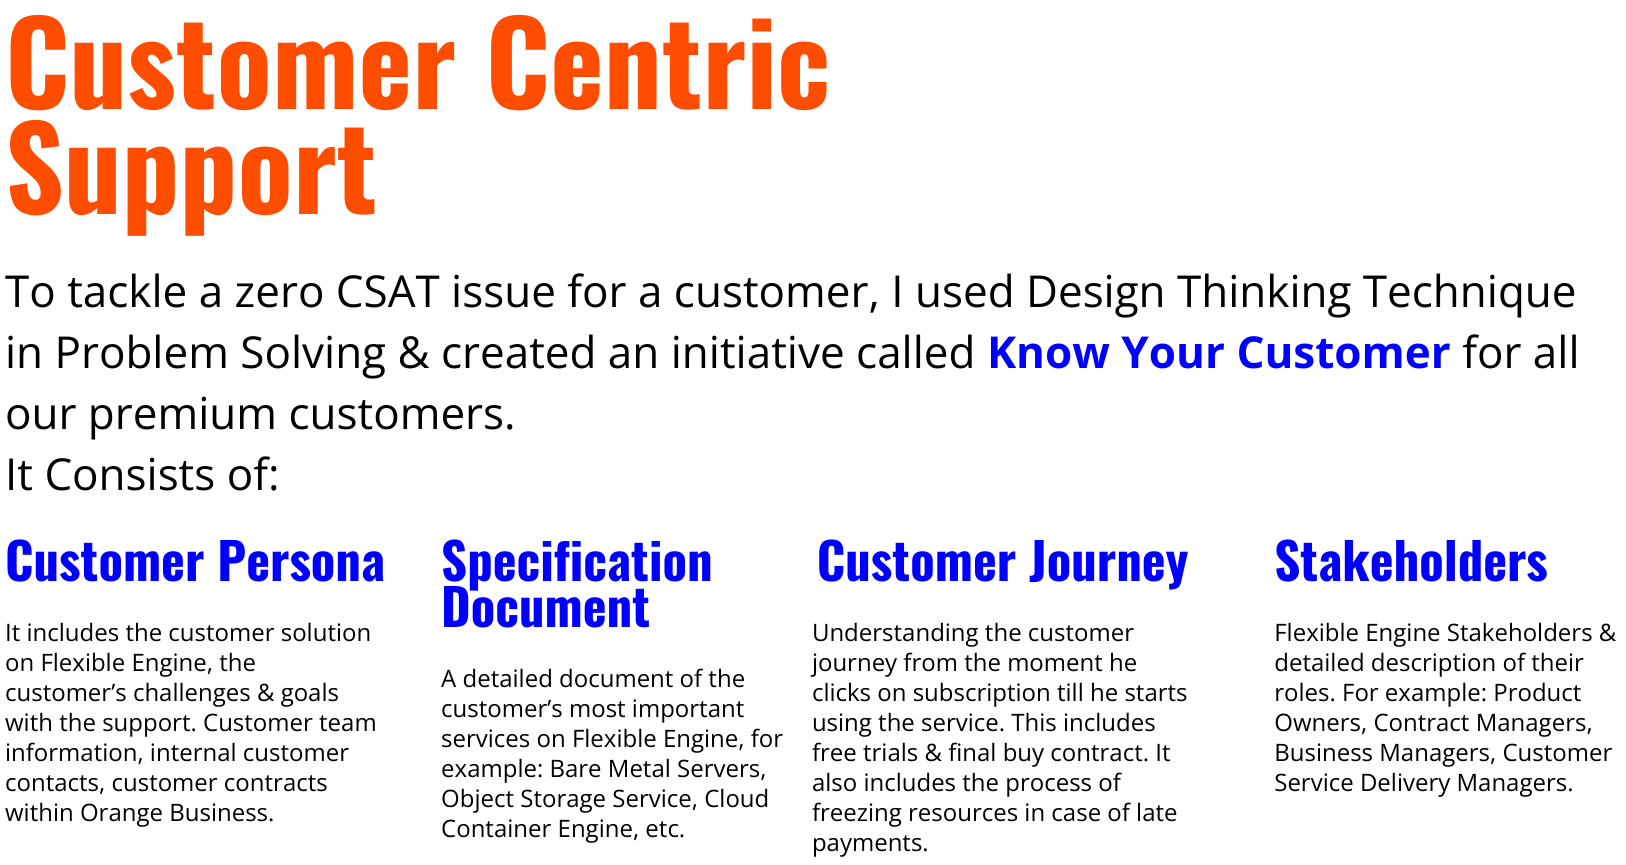 Customer Centric
Support
To tackle a zero CSAT issue for a customer, I used Design Thinking Technique
in Problem Solving & created an initiative called Know Your Customer for all
our premium customers.
It Consists of:
Customer Persona
It includes the customer solution
on Flexible Engine, the
customer’s challenges & goals
with the support. Customer team
information, internal customer
contacts, customer contracts
within Orange Business.
Specification
Document
A detailed document of the
customer’s most important
services on Flexible Engine, for
example: Bare Metal Servers,
Object Storage Service, Cloud
Container Engine, etc.
Customer Journey
Understanding the customer
journey from the moment he
clicks on subscription till he starts
using the service. This includes
free trials & final buy contract. It
also includes the process of
freezing resources in case of late
payments.
Stakeholders
Flexible Engine Stakeholders &
detailed description of their
roles. For example: Product
Owners, Contract Managers,
Business Managers, Customer
Service Delivery Managers.